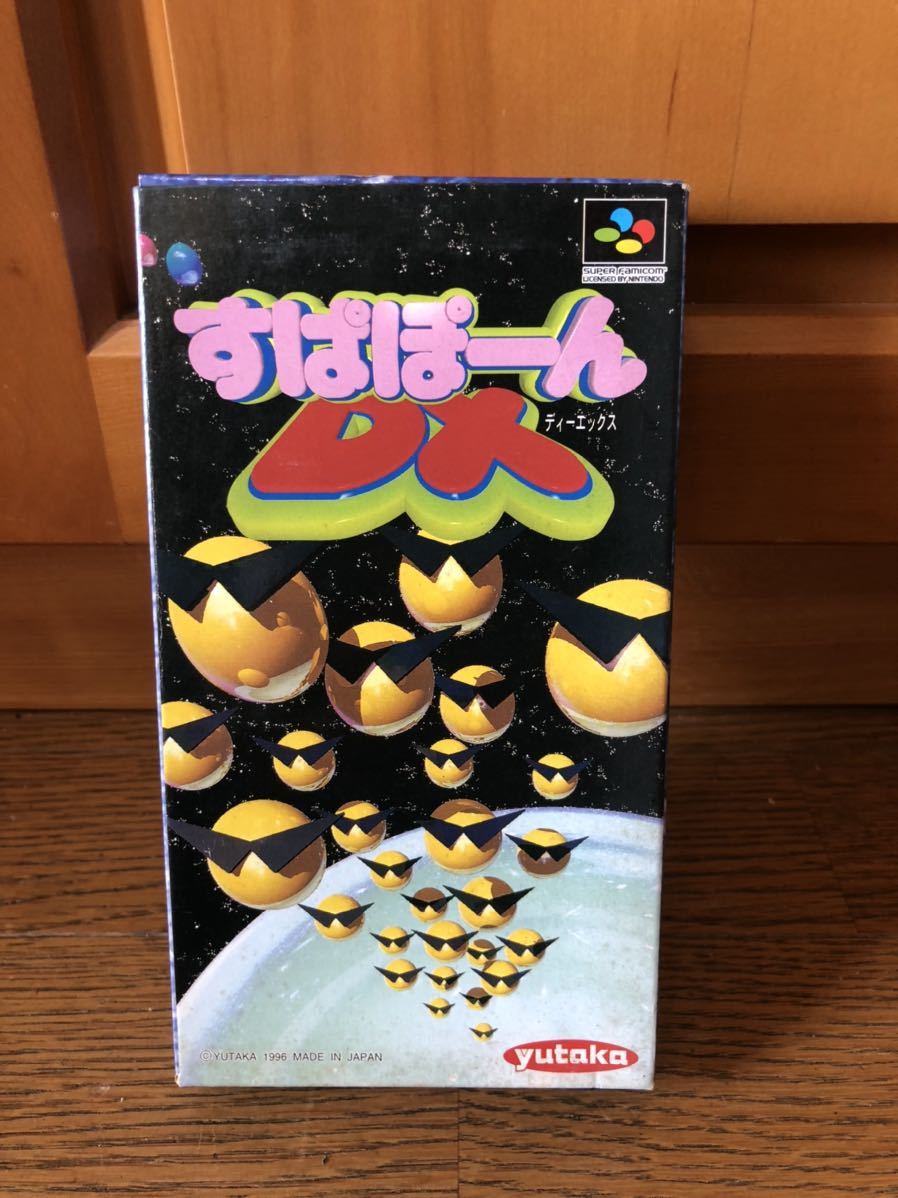 SUPER FAMICOM
LICENSED BY NINTENDO
すぱぽーん
DX
ディーエックス
©YUTAKA 1996 MADE IN JAPAN
yutaka